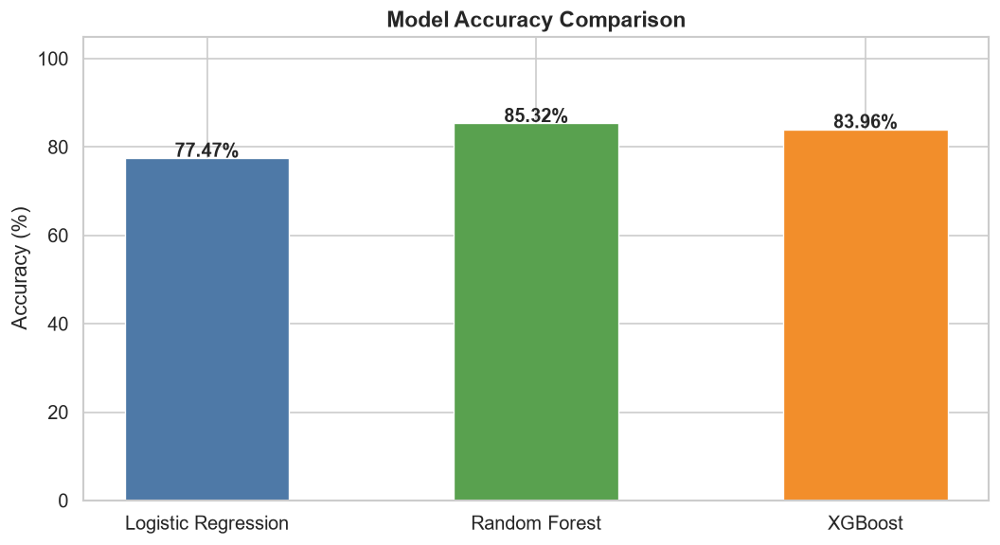 Model Accuracy Comparison
Accuracy (%)
100
80
60
40
20
0
77.47%
85.32%
83.96%
Logistic Regression
Random Forest
XGBoost